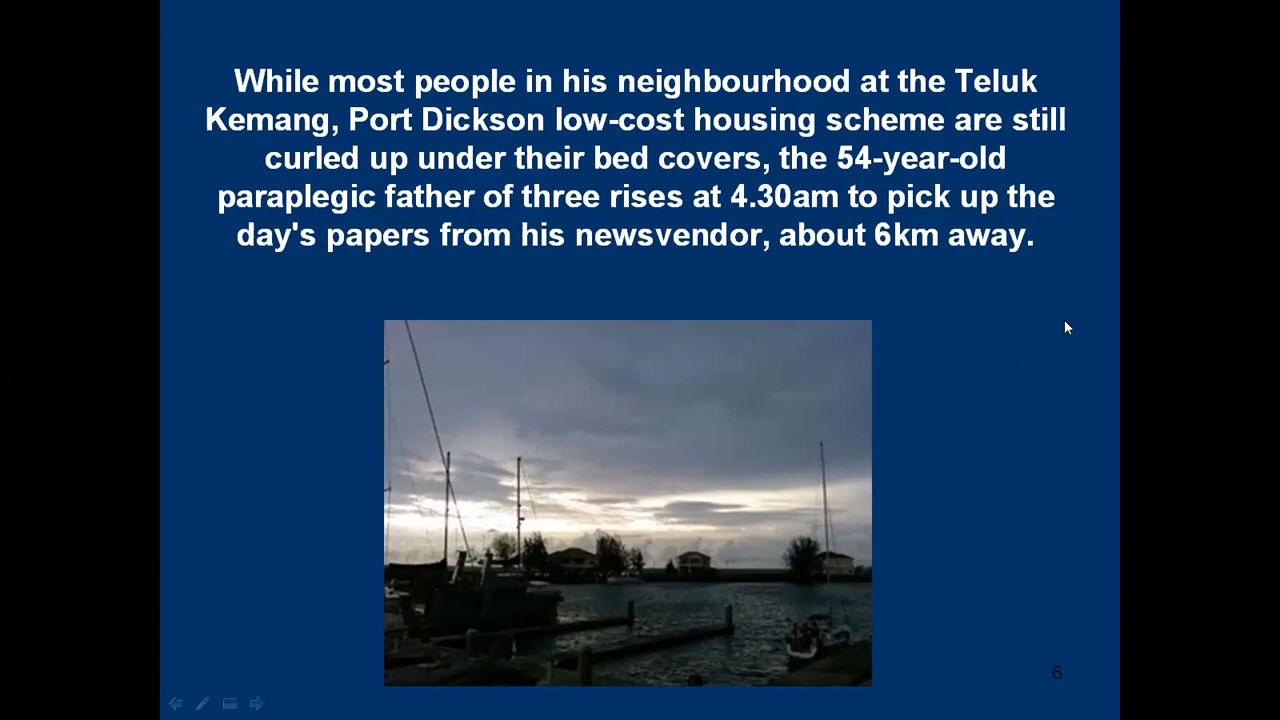 While most people in his neighbourhood at the Teluk
Kemang, Port Dickson low-cost housing scheme are still
curled up under their bed covers, the 54-year-old
paraplegic father of three rises at 4.30am to pick up the
day's papers from his newsvendor, about 6km away.
6